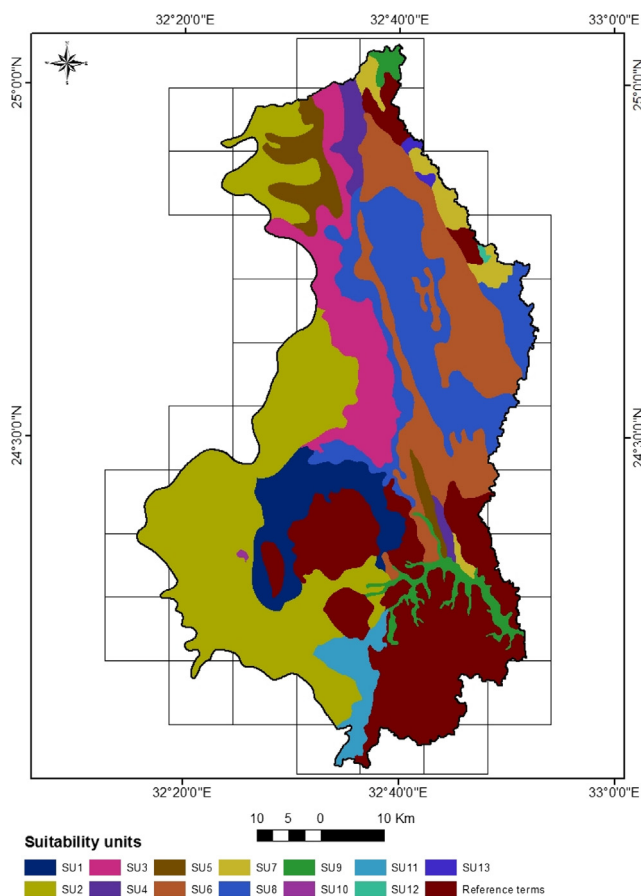 32°20'0"E 32°40'0"E 33°0'0"E
N
25°0'0"N 25°0'0"N
24°30'0"N 24°30'0"N
32°20'0"E 32°40'0"E 33°0'0"E
10 5 0 10 Km
Suitability units
SU1 SU3 SU5 SU7 SU9 SU11 SU13
SU2 SU4 SU6 SU8 SU10 SU12 Reference terms